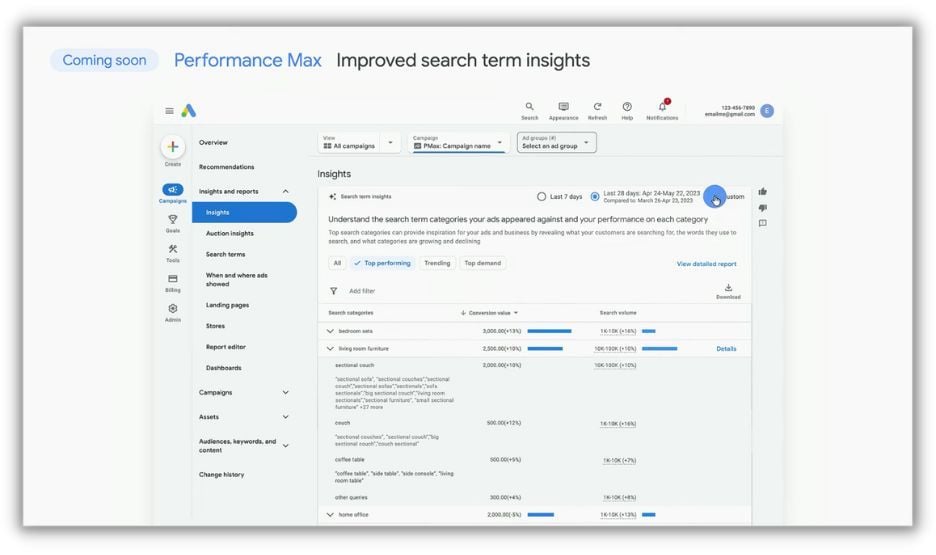 Coming soon Performance Max Improved search term insights
Search Appearance Refresh Help Notifications
123-456-7890
emailme@gmail.com
E
Create
Campaigns
Goals
Tools
Billing
Admin
Overview
Recommendations
Insights and reports
Insights
Auction insights
Search terms
When and where ads
showed
Landing pages
Stores
Report editor
Dashboards
Campaigns
Assets
Audiences, keywords, and
content
Change history
View
All campaigns
Campaign
PMax: Campaign name
Ad groups (#)
Select an ad group
Insights
Search term insights
Last 7 days
Last 28 days: Apr 24-May 22, 2023
Compared to: March 26-Apr 23, 2023
Understand the search term categories your ads appeared against and your performance on each category
Top search categories can provide inspiration for your ads and business by revealing what your customers are searching for, the words they use to
search, and what categories are growing and declining
All Top performing Trending Top demand
View detailed report
Add filter
Download
Search categories Conversion value Search volume
bedroom sets 3,000.00(+13%) 1K-10K (+16%)
living room furniture 2,500.00(+10%) 10K-100K (+10%) Details
sectional couch 2,000.00(+10%) 10K-100K (+10%)
"sectional sofa", "sectional couches","sectional
couch","sectional sofas","sectionals","sofa
sectionals","big sectional couch","living room
sectionals","sectional furniture", "small sectional
furniture" +27 more
couch 500.00(+12%) 1K-10K (+16%)
"sectional couches", "sectional couch","big
sectional couch","couch sectional"
coffee table 500.00(+5%) 1K-10K (+7%)
"coffee table", "side table", "side console", "living
room table"
other queries 300.00(+4%) 1K-10K (+8%)
home office 2,000.00(-5%) 1K-10K (+13%)